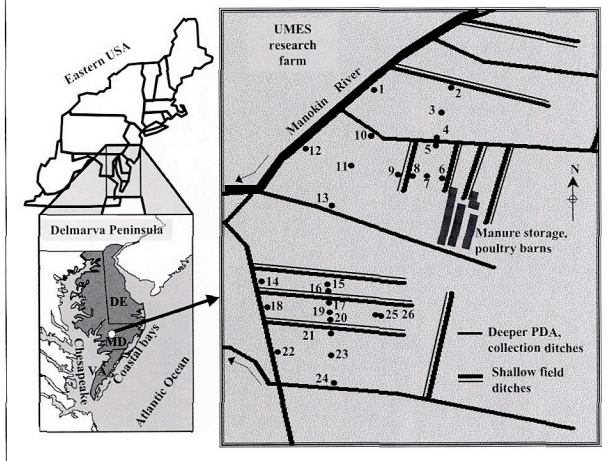 Eastern USA
Delmarva Peninsula
DE
MD
VA
Chesapeake
Coastal bays
Atlantic Ocean
UMES
research
farm
Manokin River
1
2
3
4
5
6
7
8
9
10
11
12
13
N
Manure storage,
poultry barns
14
15
16
17
18
19
20
21
22
23
24
25 26
Deeper PDA,
collection ditches
Shallow field
ditches